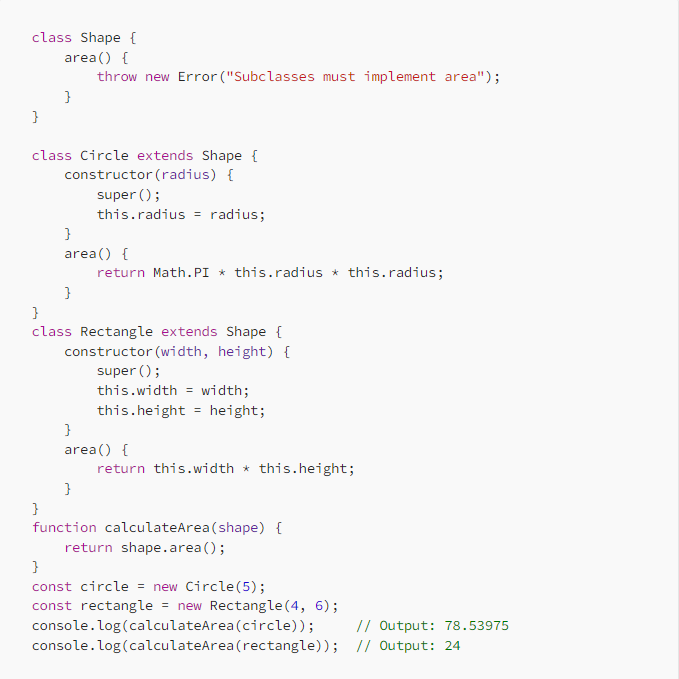 class Shape {
    area() {
        throw new Error("Subclasses must implement area");
    }
}

class Circle extends Shape {
    constructor(radius) {
        super();
        this.radius = radius;
    }
    area() {
        return Math.PI * this.radius * this.radius;
    }
}
class Rectangle extends Shape {
    constructor(width, height) {
        super();
        this.width = width;
        this.height = height;
    }
    area() {
        return this.width * this.height;
    }
}
function calculateArea(shape) {
    return shape.area();
}
const circle = new Circle(5);
const rectangle = new Rectangle(4, 6);
console.log(calculateArea(circle));     // Output: 78.53975
console.log(calculateArea(rectangle));  // Output: 24